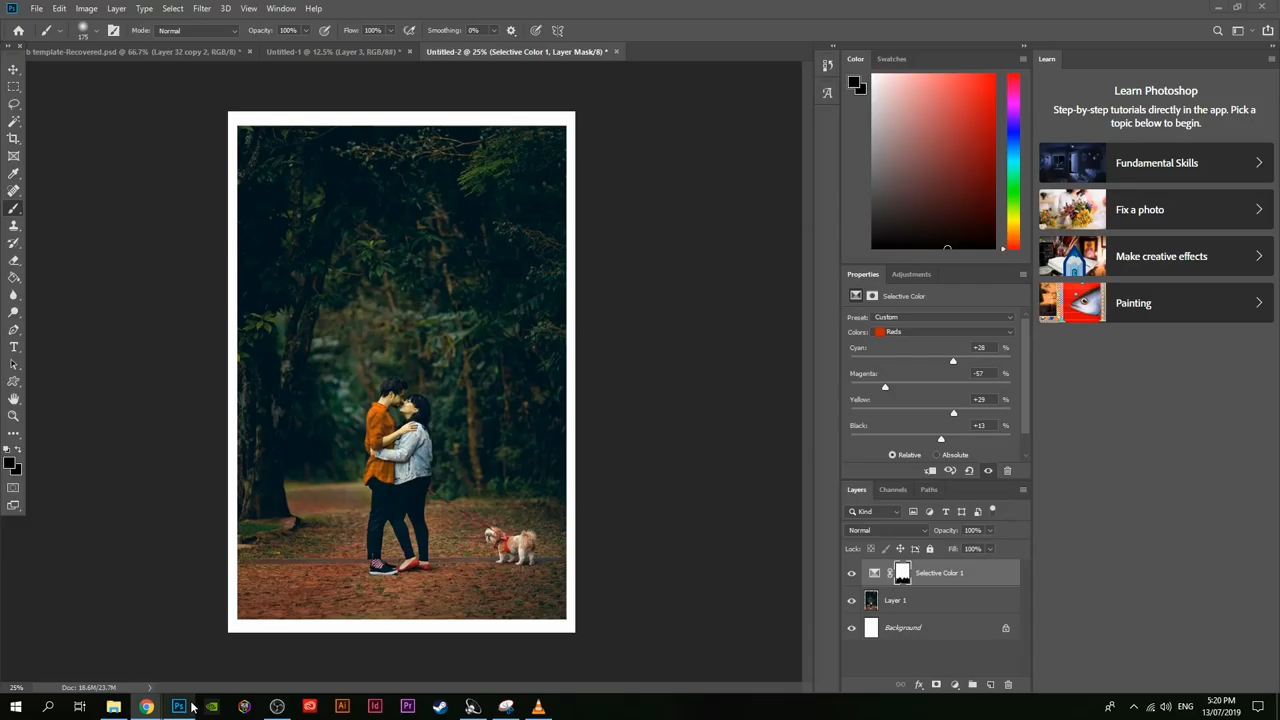 Ps File Edit Image Layer Type Select Filter 3D View Window Help
175 Mode: Normal Opacity: 100% Flow: 100% Smoothing: 0%
b template-Recovered.psd @ 66.7% (Layer 32 copy 2, RGB/8) * × Untitled-1 @ 12.5% (Layer 3, RGB/8#) * × Untitled-2 @ 25% (Selective Color 1, Layer Mask/8) * ×
Color Swatches
Learn
Learn Photoshop
Step-by-step tutorials directly in the app. Pick a
topic below to begin.
Fundamental Skills
Fix a photo
Make creative effects
Painting
Properties Adjustments
Selective Color
Preset: Custom
Colors: Reds
Cyan: +28 %
Magenta: -57 %
Yellow: +29 %
Black: +13 %
Relative Absolute
Layers Channels Paths
Kind
Normal Opacity: 100%
Lock: Fill: 100%
Selective Color 1
Layer 1
Background
25% Doc: 18.6M/23.7M
Ps Ai Id Pr
ENG
5:20 PM
13/07/2019